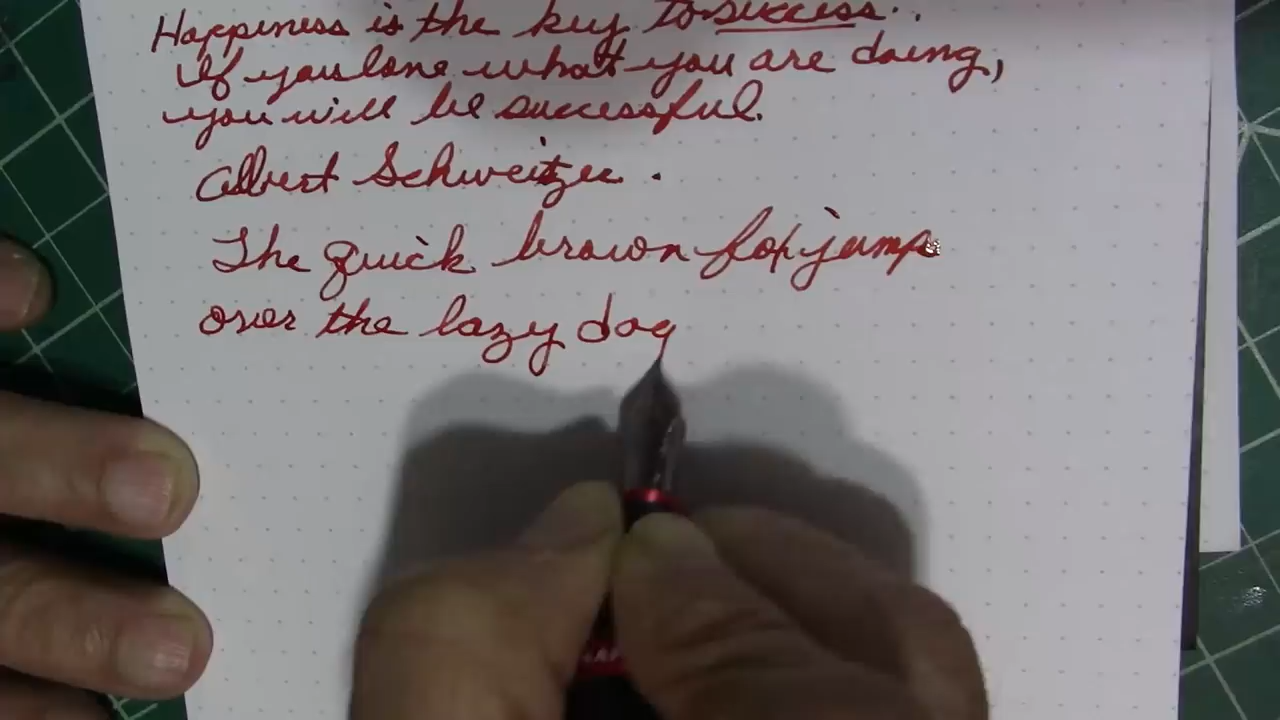 Happiness is the key to success..
If you love what you are doing,
you will be successful.
Albert Schweitzer.
The quick brown fox jumps
over the lazy dog